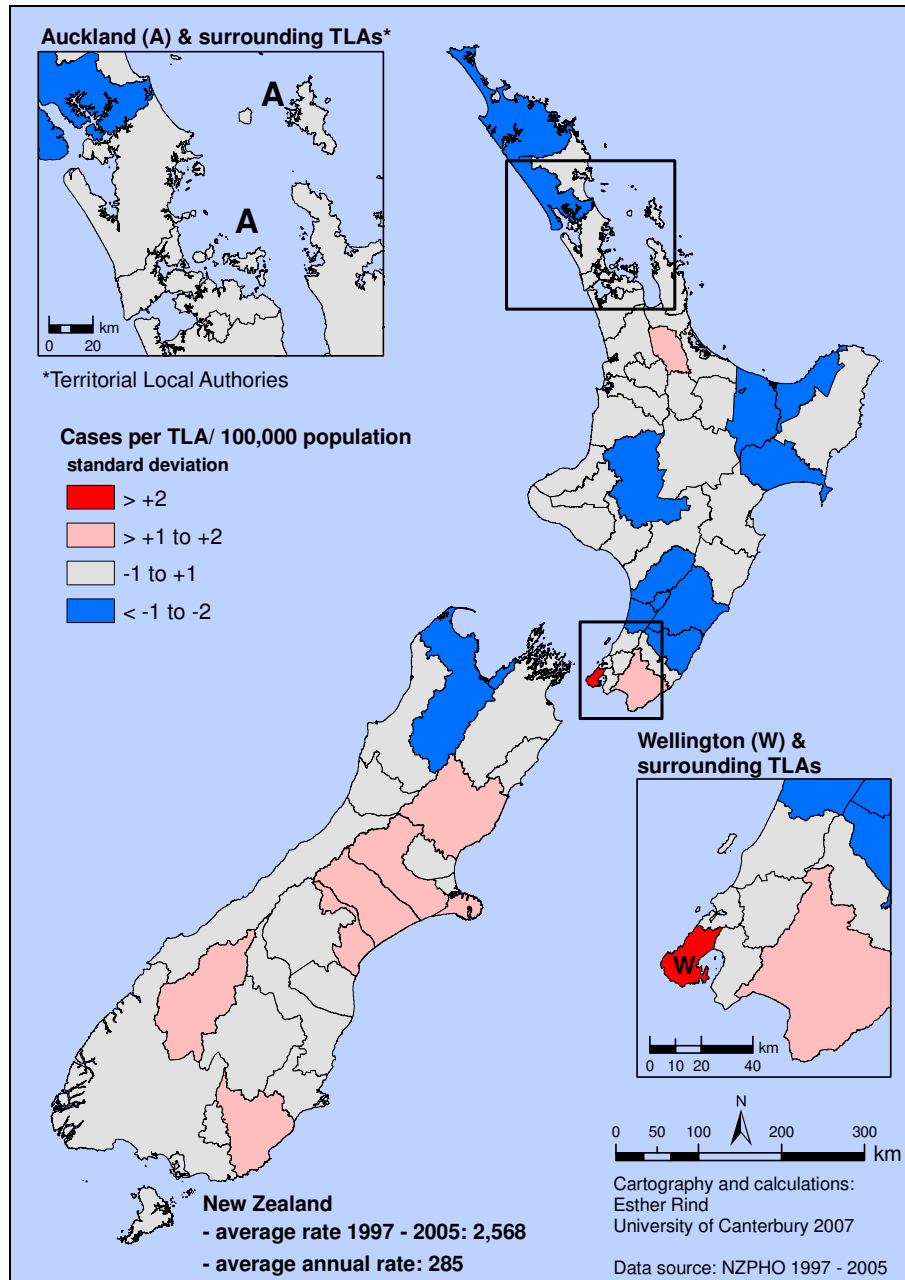 Auckland (A) & surrounding TLAs*
A
A
km
0 20
*Territorial Local Authories
Cases per TLA/ 100,000 population
standard deviation
> +2
> +1 to +2
-1 to +1
< -1 to -2
Wellington (W) &
surrounding TLAs
W
km
0 10 20 40
N
0 50 100 200 300
km
Cartography and calculations:
Esther Rind
University of Canterbury 2007
Data source: NZPHO 1997 - 2005
New Zealand
- average rate 1997 - 2005: 2,568
- average annual rate: 285